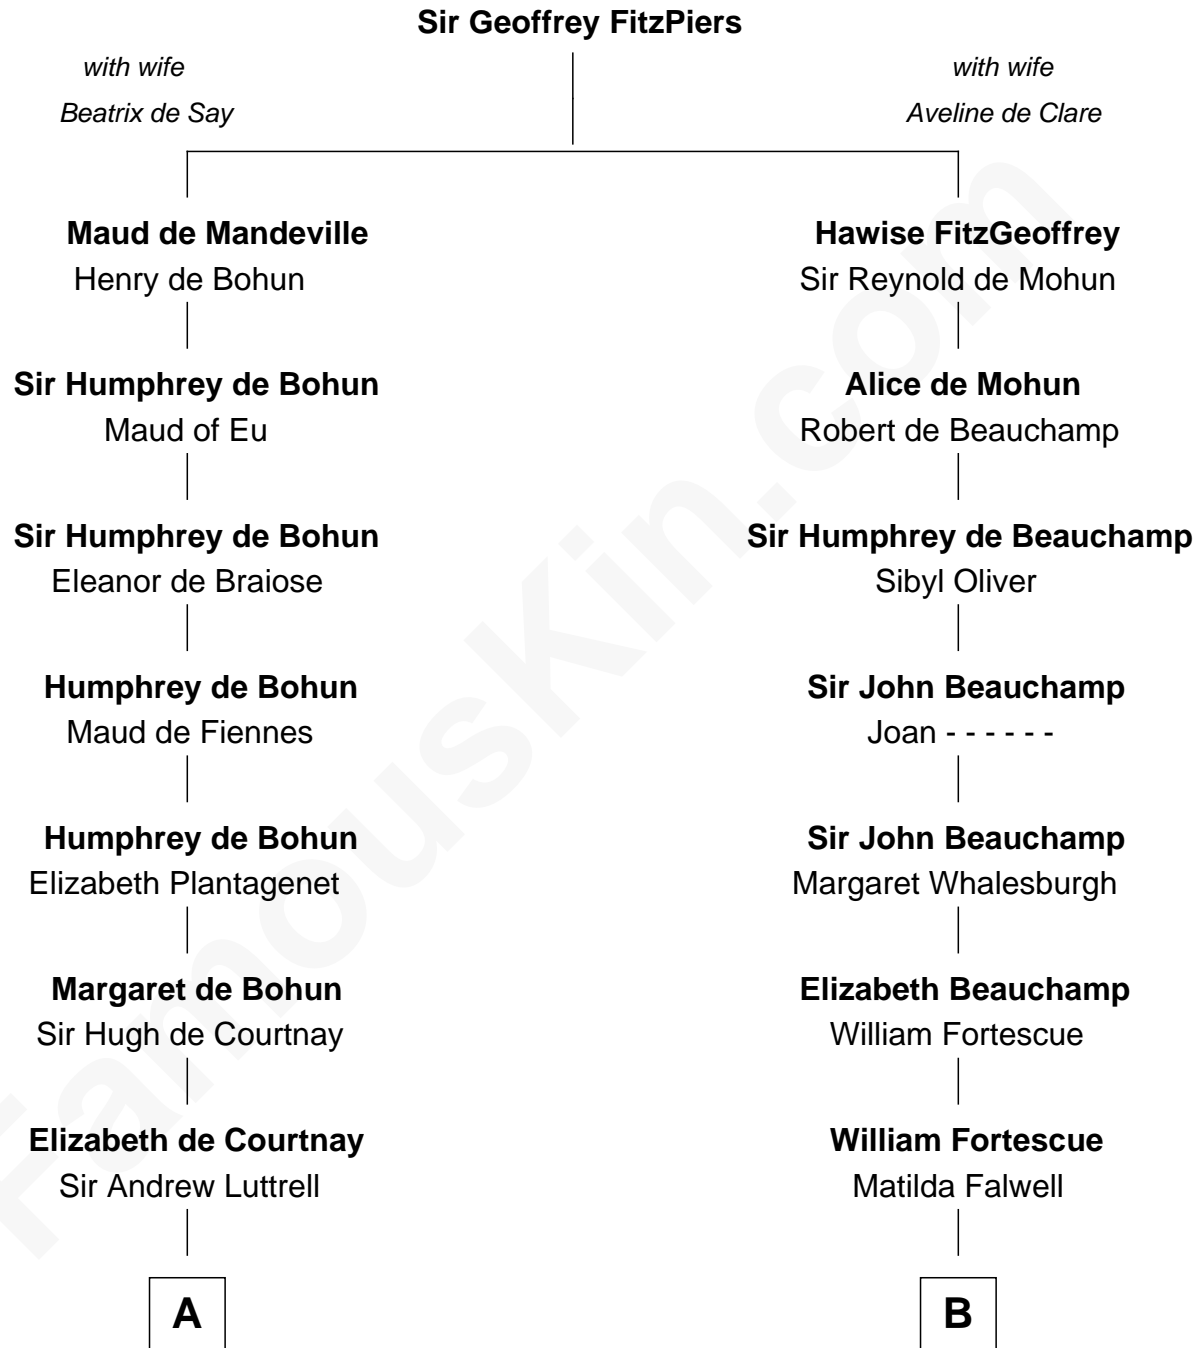 Sir Geoffrey FitzPiers
with wife
Beatrix de Say
with wife
Aveline de Clare
Maud de Mandeville
Henry de Bohun
Hawise FitzGeoffrey
Sir Reynold de Mohun
Sir Humphrey de Bohun
Maud of Eu
Alice de Mohun
Robert de Beauchamp
Sir Humphrey de Bohun
Eleanor de Braiose
Sir Humphrey de Beauchamp
Sibyl Oliver
Humphrey de Bohun
Maud de Fiennes
Sir John Beauchamp
Joan - - - - - -
Humphrey de Bohun
Elizabeth Plantagenet
Sir John Beauchamp
Margaret Whalesburgh
Margaret de Bohun
Sir Hugh de Courtnay
Elizabeth Beauchamp
William Fortescue
Elizabeth de Courtnay
Sir Andrew Luttrell
William Fortescue
Matilda Falwell
A
B
FamousKin.com